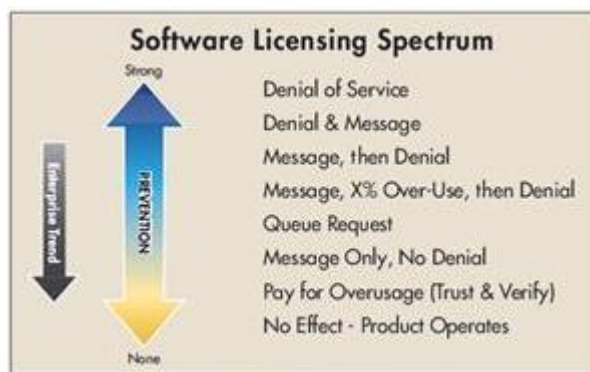 Software Licensing Spectrum
Strong
Enterprise Trend
PREVENTION
None
Denial of Service
Denial & Message
Message, then Denial
Message, X% Over-Use, then Denial
Queue Request
Message Only, No Denial
Pay for Overusage (Trust & Verify)
No Effect - Product Operates